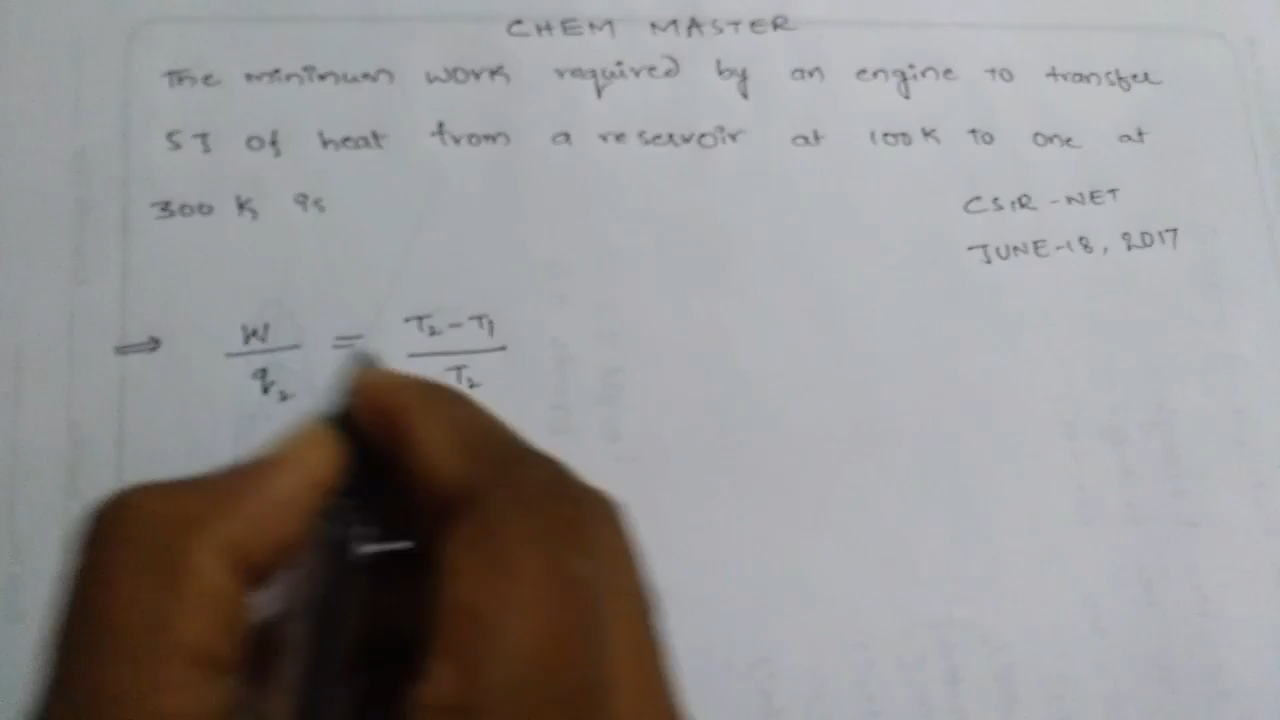 CHEM MASTER
The minimum work required by an engine to transfer
5J of heat from a reservoir at 100K to one at
300 K is
CSIR-NET
JUNE-18, 2017
⇒ W/q₂ = T₂-T₁/T₂